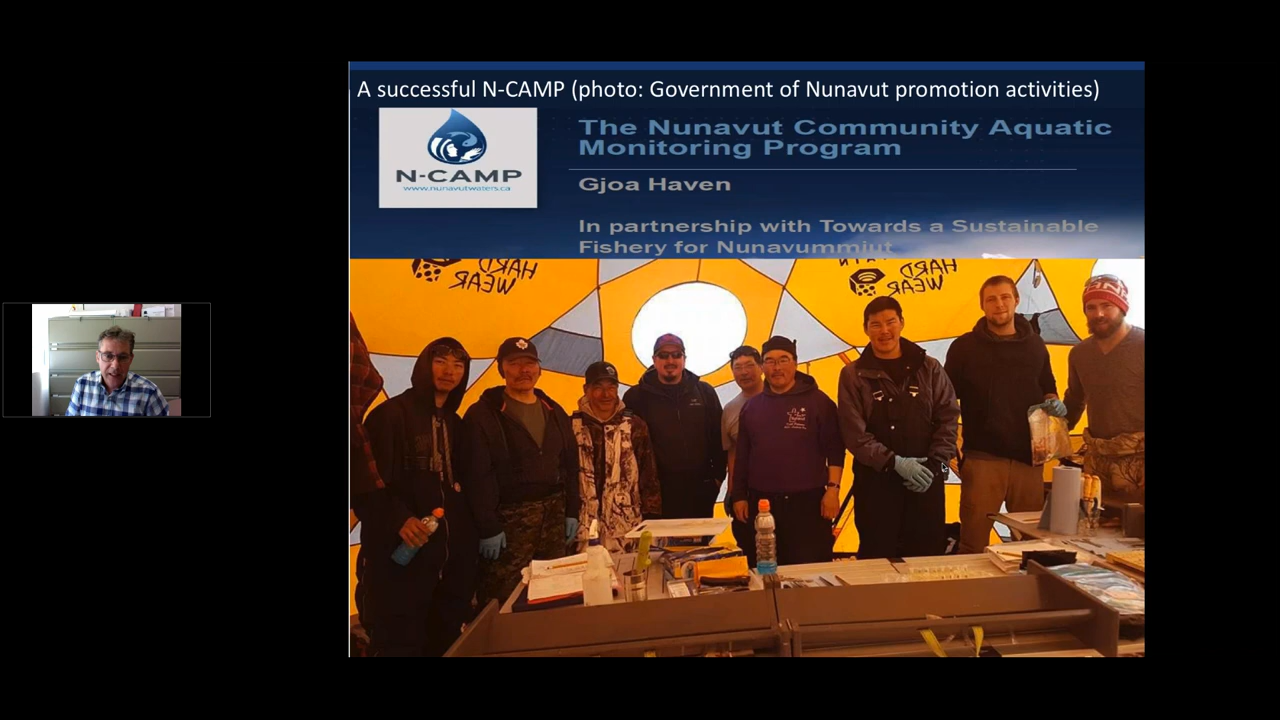 A successful N-CAMP (photo: Government of Nunavut promotion activities)
N-CAMP
www.nunavutwaters.ca
The Nunavut Community Aquatic
Monitoring Program
Gjoa Haven
In partnership with Towards a Sustainable
Fishery for Nunavummiut
HARD
WEAR
HARD
WEAR